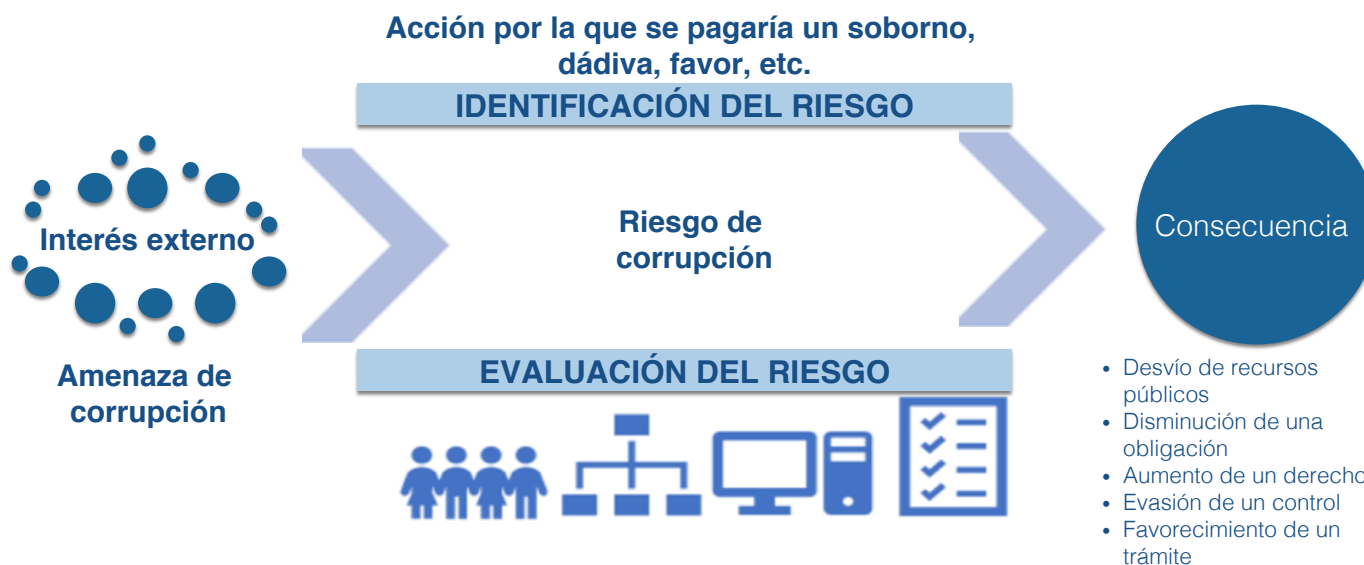 Acción por la que se pagaría un soborno,
dádiva, favor, etc.
IDENTIFICACIÓN DEL RIESGO
Interés externo
Amenaza de
corrupción
Riesgo de
corrupción
EVALUACIÓN DEL RIESGO
Consecuencia
• Desvío de recursos
públicos
• Disminución de una
obligación
• Aumento de un derecho
• Evasión de un control
• Favorecimiento de un
trámite